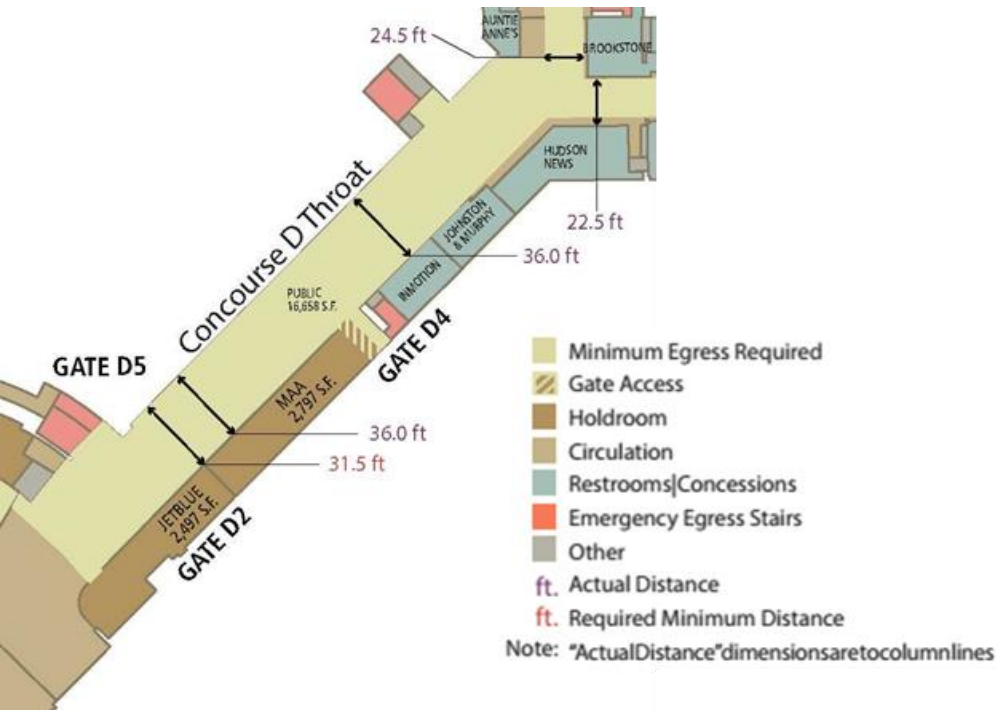 AUNTIE
ANNE'S
24.5 ft
BROOKSTONE
HUDSON
NEWS
22.5 ft
Concourse D Throat
JOHNSTON
& MURPHY
36.0 ft
INMOTION
PUBLIC
16,658 S.F.
GATE D4
GATE D5
MAA
2,797 S.F.
36.0 ft
31.5 ft
JETBLUE
2,497 S.F.
GATE D2
Minimum Egress Required
Gate Access
Holdroom
Circulation
Restrooms|Concessions
Emergency Egress Stairs
Other
ft. Actual Distance
ft. Required Minimum Distance
Note: "ActualDistance"dimensionsaretocolumnlines